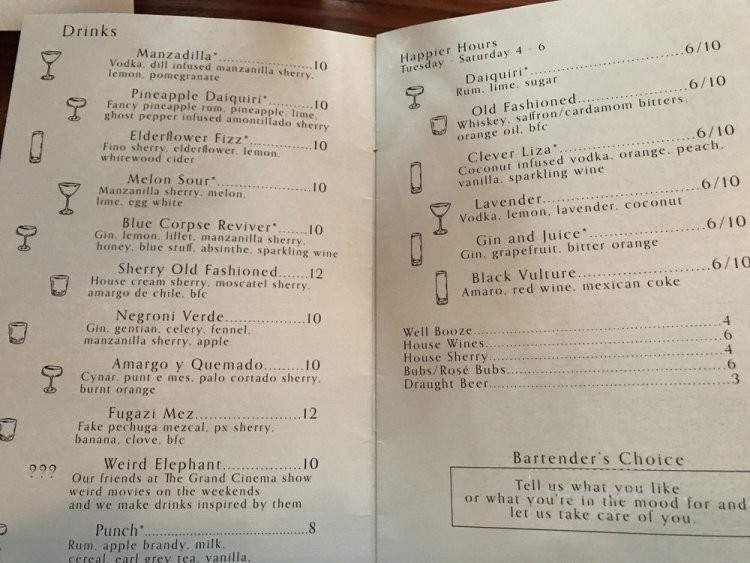 Drinks
Manzadilla*....................10
Vodka, dill infused manzanilla sherry,
lemon, pomegranate
Pineapple Daiquiri*..........10
Fancy pineapple rum, pineapple, lime,
ghost pepper infused amontillado sherry
Elderflower Fizz*..............10
Fino sherry, elderflower, lemon,
whitewood cider
Melon Sour*....................10
Manzanilla sherry, melon,
lime, egg white
Blue Corpse Reviver*.......10
Gin, lemon, lillet, manzanilla sherry,
honey, blue stuff, absinthe, sparkling wine
Sherry Old Fashioned......12
House cream sherry, moscatel sherry,
amargo de chile, bfc
Negroni Verde..................10
Gin, gentian, celery, fennel,
manzanilla sherry, apple
Amargo y Quemado..........10
Cynar, punt e mes, palo cortado sherry,
burnt orange
Fugazi Mez......................12
Fake pechuga mezcal, px sherry,
banana, clove, bfc
???
Weird Elephant...............10
Our friends at The Grand Cinema show
weird movies on the weekends
and we make drinks inspired by them
Punch*..............................8
Rum, apple brandy, milk,
cereal, earl grey tea, vanilla,
Happier Hours
Tuesday - Saturday 4 - 6
Daiquiri*..........................6/10
Rum, lime, sugar
Old Fashioned..................6/10
Whiskey, saffron/cardamom bitters,
orange oil, bfc
Clever Liza*......................6/10
Coconut infused vodka, orange, peach,
vanilla, sparkling wine
Lavender..........................6/10
Vodka, lemon, lavender, coconut
Gin and Juice*..................6/10
Gin, grapefruit, bitter orange
Black Vulture....................6/10
Amaro, red wine, mexican coke
Well Booze........................................4
House Wines......................................6
House Sherry.....................................4
Bubs/Rosé Bubs.................................6
Draught Beer.....................................3
Bartender's Choice
Tell us what you like
or what you're in the mood for and
let us take care of you.